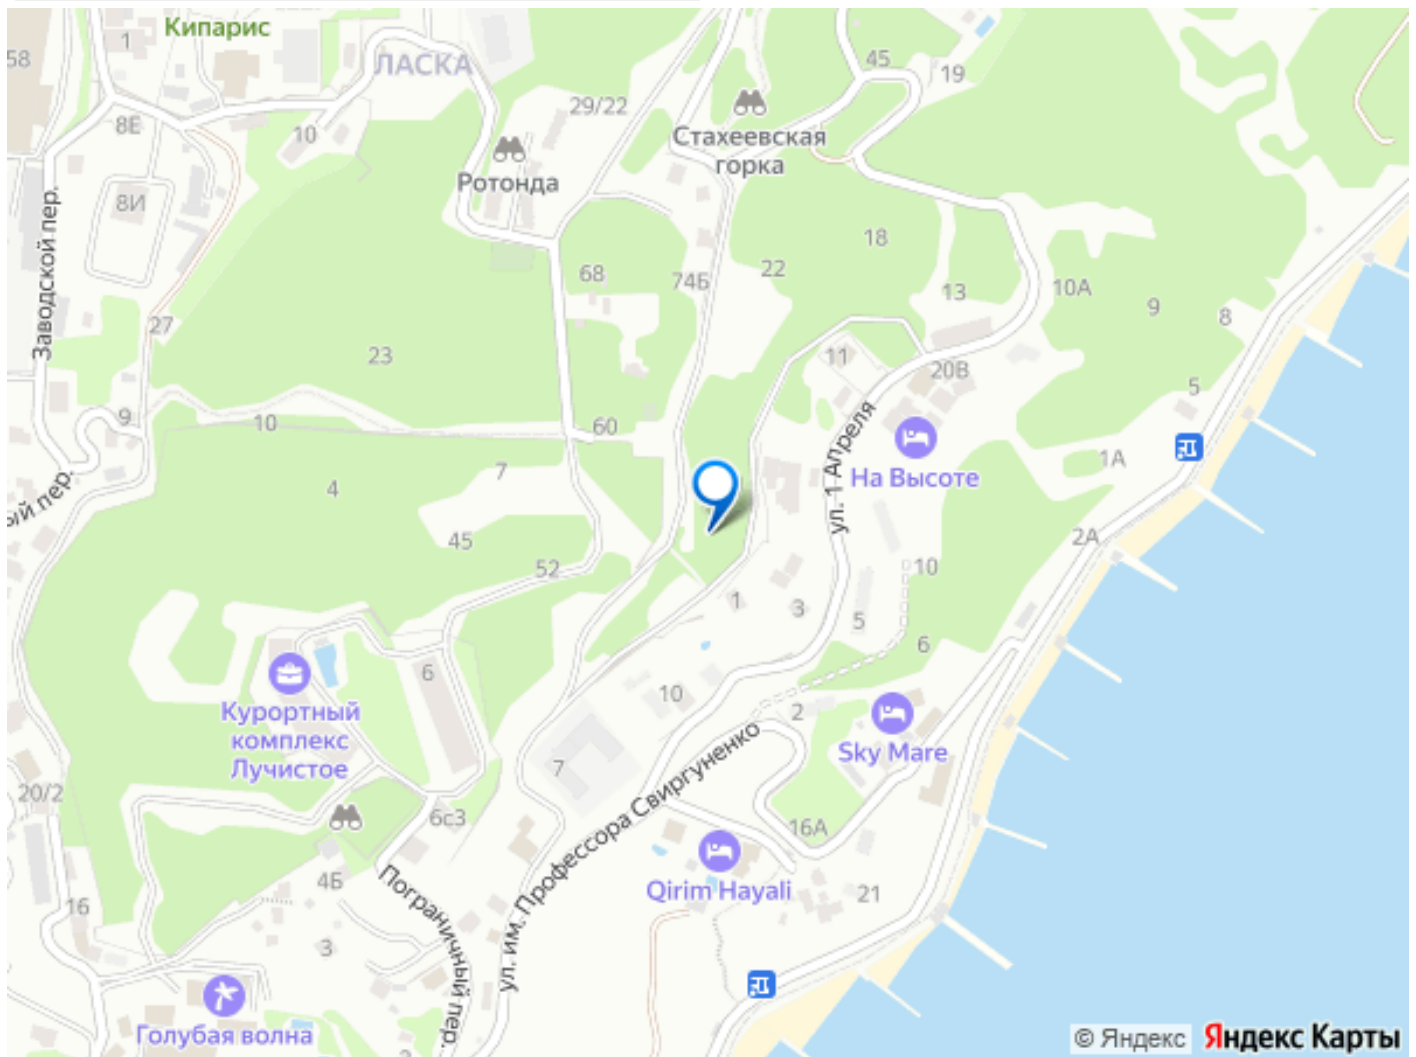 Кипарис
1
58
ЛАСКА
45
19
29/22
8Е
10
Стахеевская
горка
Ротонда
8И
Заводской пер.
18
68
74Б
22
13
10А
9
8
27
23
11
20В
5
9
10
60
ул. 1 Апреля
На Высоте
1А
ый пер.
4
7
45
2А
52
10
1
3
5
6
6
10
Курортный
комплекс
Лучистое
2
Sky Mare
7
20/2
6с3
ул. им. Профессора Свиргуненко
16А
4Б
Пограничный пер.
Qirim Hayali
21
16
3
Голубая волна
2
© Яндекс
Яндекс Карты